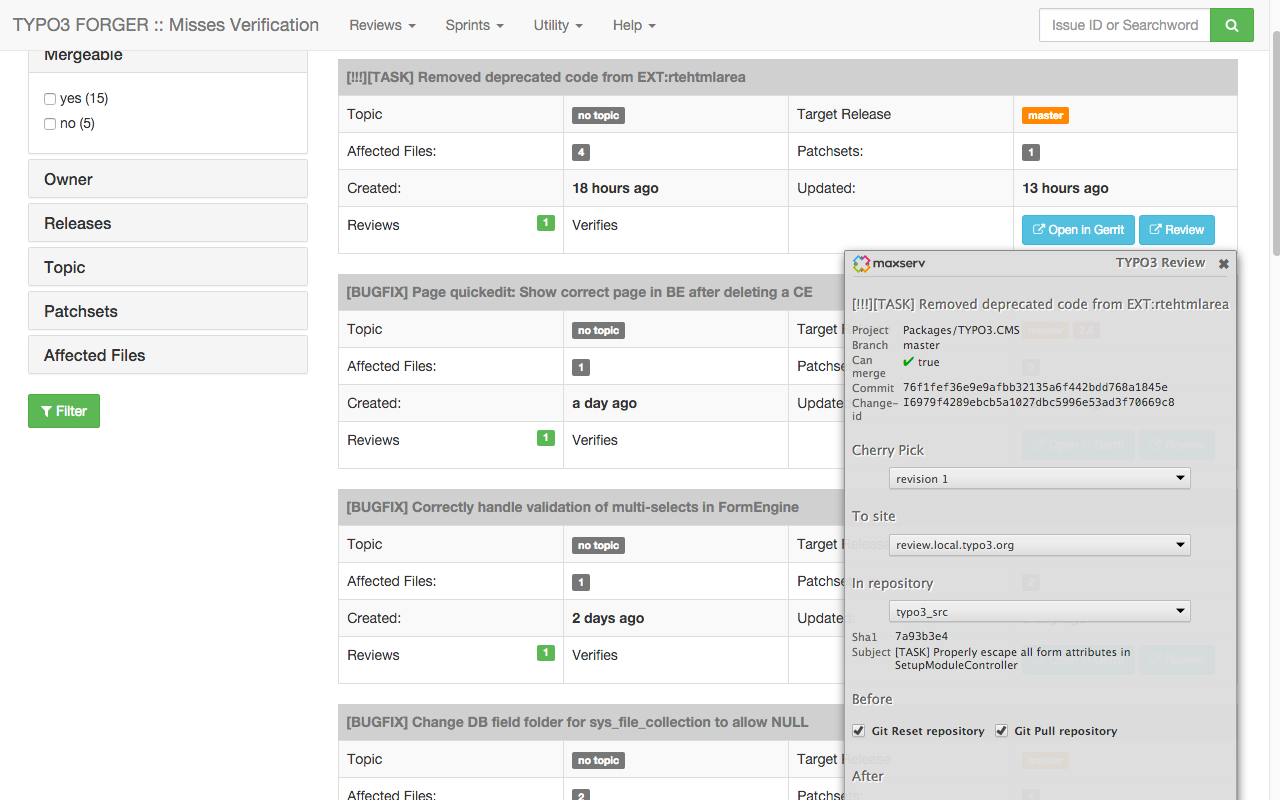 TYPO3 FORGER :: Misses Verification Reviews Sprints Utility Help Issue ID or Searchword
Mergeable
yes (15)
no (5)
Owner
Releases
Topic
Patchsets
Affected Files
Filter
[!!!][TASK] Removed deprecated code from EXT:rtehtmlarea
Topic no topic Target Release master
Affected Files: 4 Patchsets: 1
Created: 18 hours ago Updated: 13 hours ago
Reviews 1 Verifies Open in Gerrit Review
[BUGFIX] Page quickedit: Show correct page in BE after deleting a CE
Topic no topic Target
Affected Files: 1
Created: a day ago
Reviews 1 Verifies
[BUGFIX] Correctly handle validation of multi-selects in FormEngine
Topic no topic Target Release
Affected Files: 1
Created: 2 days ago Updated:
Reviews 1 Verifies
[BUGFIX] Change DB field folder for sys_file_collection to allow NULL
Topic no topic Target Release master
Affected Files: 2
maxserv TYPO3 Review
[!!!][TASK] Removed deprecated code from EXT:rtehtmlarea
Project Packages/TYPO3.CMS
Branch master
Can merge true
Commit 76f1fef36e9e9afbb32135a6f442bdd768a1845e
Change-id I6979f4289ebcb5a1027dbc5996e53ad3f70669c8
Cherry Pick
revision 1
To site
review.local.typo3.org
In repository
typo3_src
Sha1 7a93b3e4
Subject [TASK] Properly escape all form attributes in
SetupModuleController
Before
Git Reset repository Git Pull repository
After